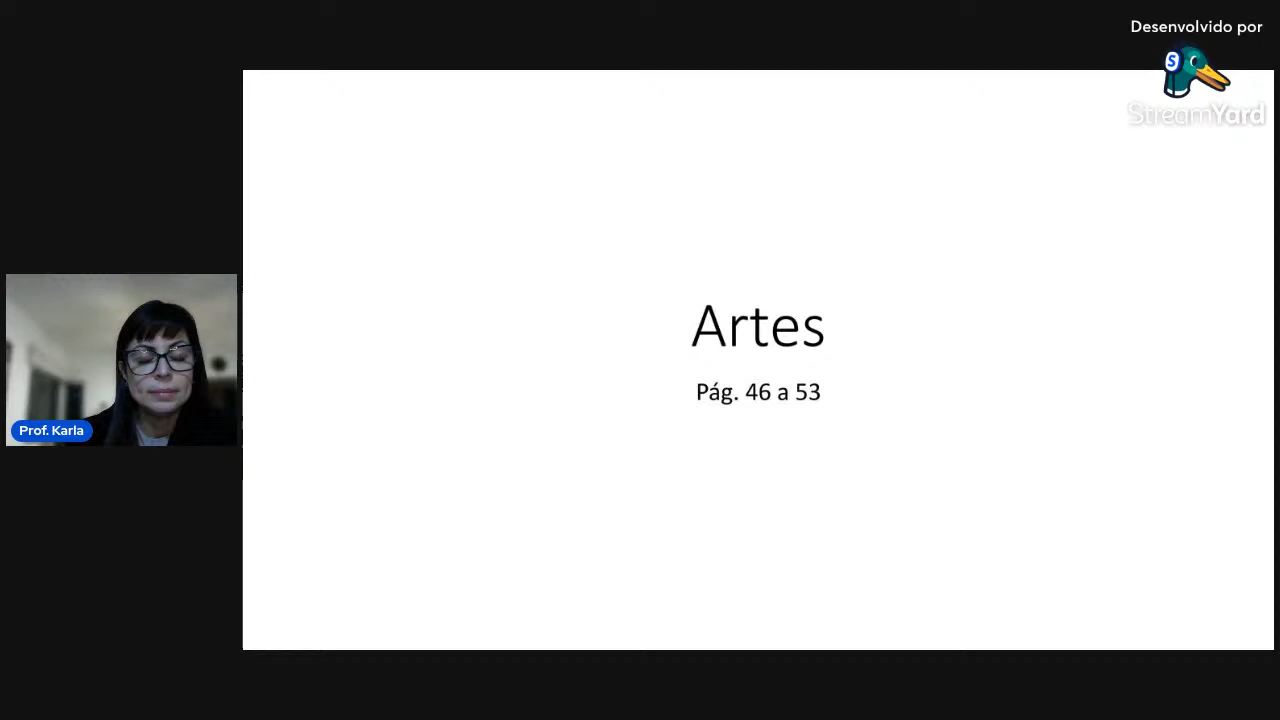 Desenvolvido por
S
StreamYard
Artes
Pág. 46 a 53
Prof. Karla